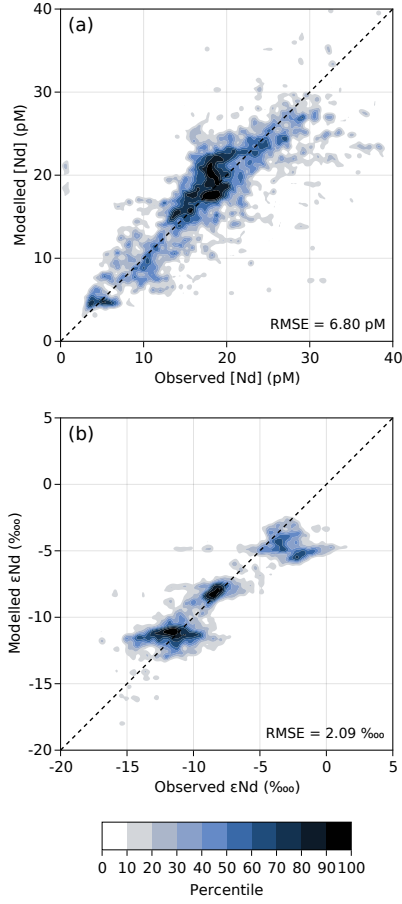 (a)
40
30
20
10
0
Modelled [Nd] (pM)
RMSE = 6.80 pM
0 10 20 30 40
Observed [Nd] (pM)
(b)
5
0
-5
-10
-15
-20
Modelled εNd (‱)
RMSE = 2.09 ‱
-20 -15 -10 -5 0 5
Observed εNd (‱)
0 10 20 30 40 50 60 70 80 90 100
Percentile